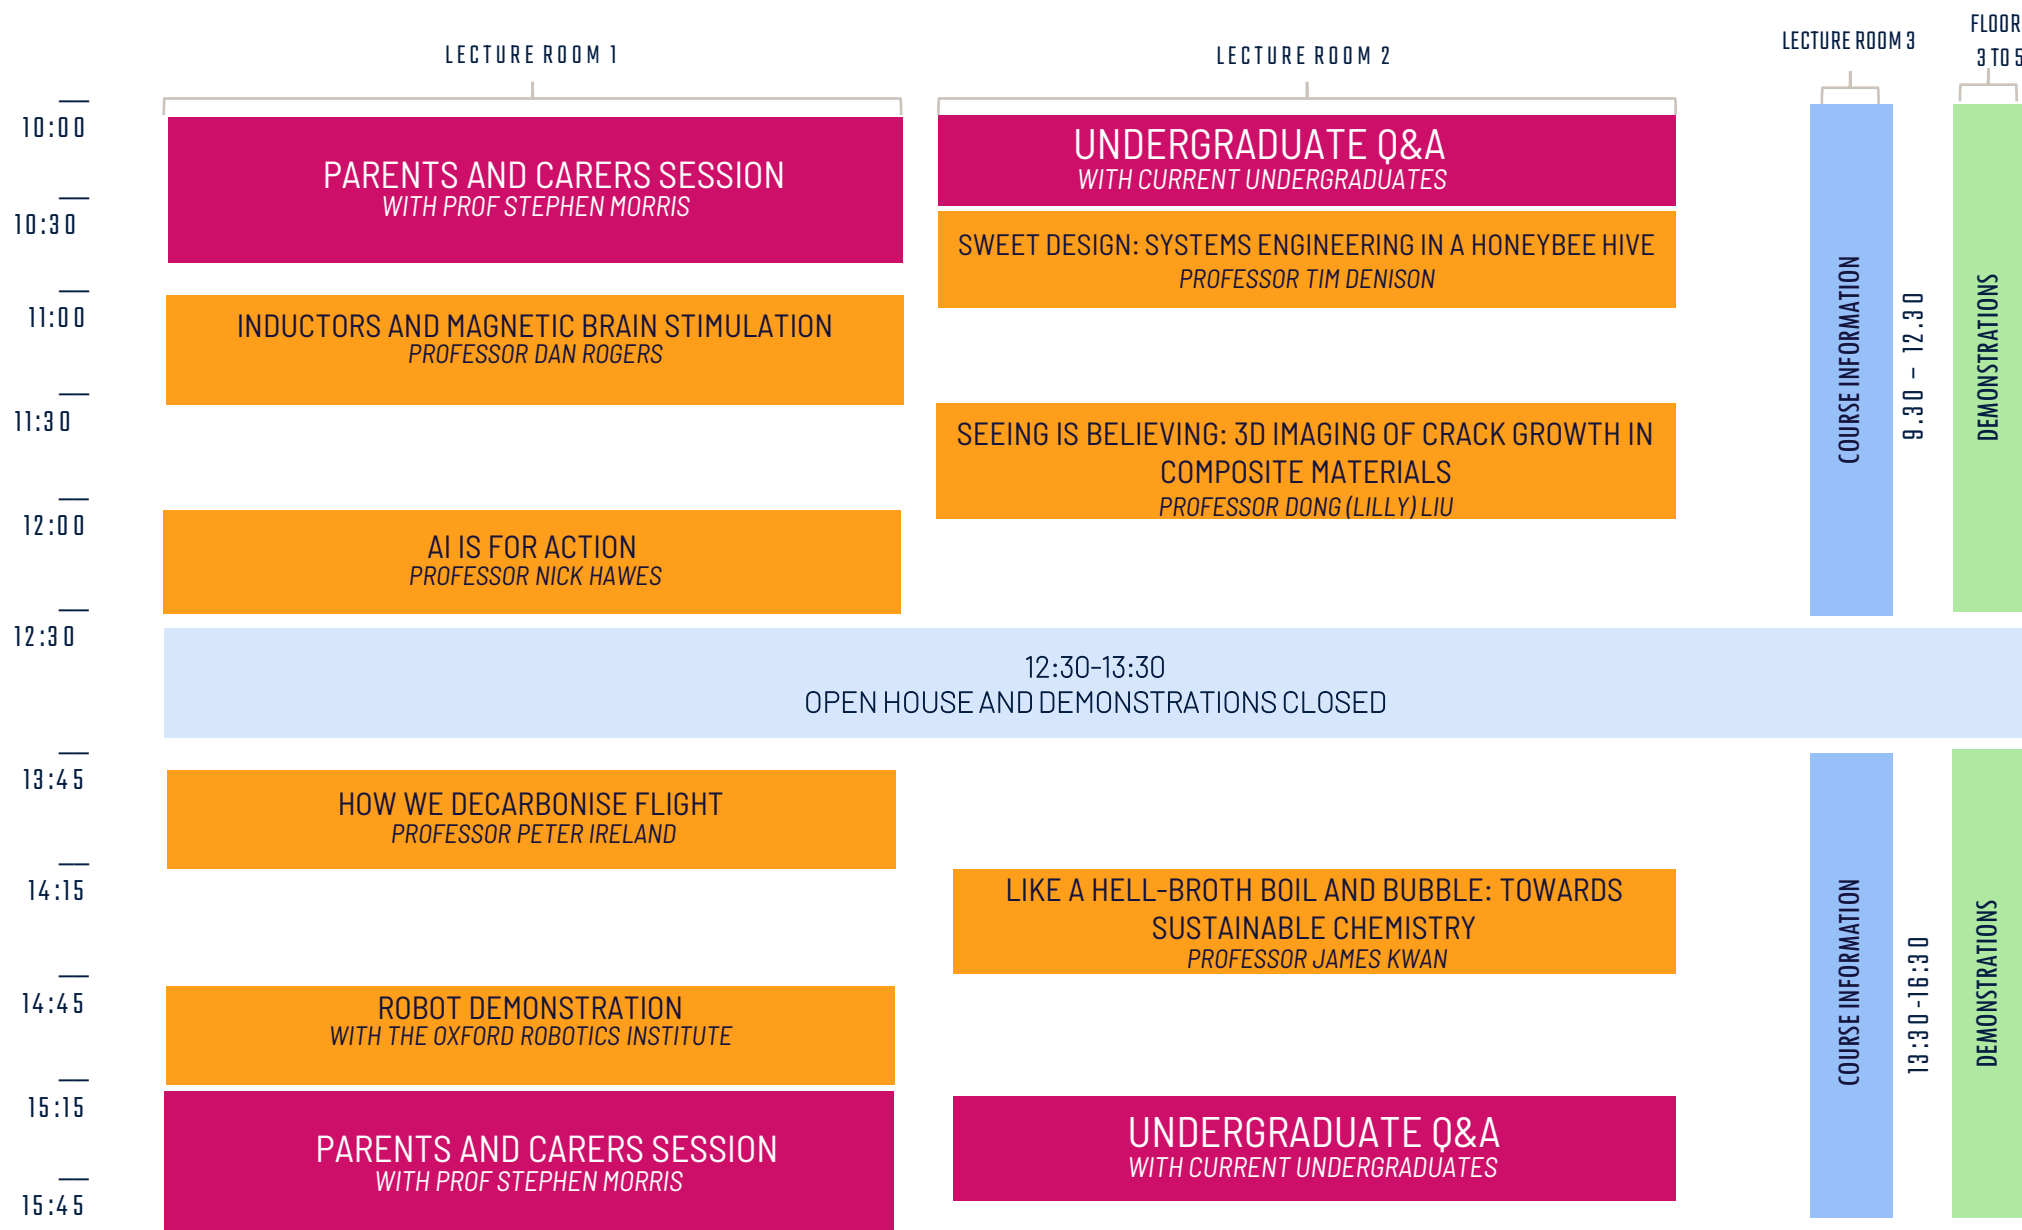 LECTURE ROOM 1
LECTURE ROOM 2
LECTURE ROOM 3
FLOOR
3 TO 5
10:00
PARENTS AND CARERS SESSION
WITH PROF STEPHEN MORRIS
UNDERGRADUATE Q&A
WITH CURRENT UNDERGRADUATES
10:30
SWEET DESIGN: SYSTEMS ENGINEERING IN A HONEYBEE HIVE
PROFESSOR TIM DENISON
11:00
INDUCTORS AND MAGNETIC BRAIN STIMULATION
PROFESSOR DAN ROGERS
11:30
SEEING IS BELIEVING: 3D IMAGING OF CRACK GROWTH IN
COMPOSITE MATERIALS
PROFESSOR DONG (LILLY) LIU
COURSE INFORMATION
9.30 – 12.30
DEMONSTRATIONS
12:00
AI IS FOR ACTION
PROFESSOR NICK HAWES
12:30
12:30-13:30
OPEN HOUSE AND DEMONSTRATIONS CLOSED
13:45
HOW WE DECARBONISE FLIGHT
PROFESSOR PETER IRELAND
14:15
LIKE A HELL-BROTH BOIL AND BUBBLE: TOWARDS
SUSTAINABLE CHEMISTRY
PROFESSOR JAMES KWAN
14:45
ROBOT DEMONSTRATION
WITH THE OXFORD ROBOTICS INSTITUTE
COURSE INFORMATION
13:30-16:30
DEMONSTRATIONS
15:15
PARENTS AND CARERS SESSION
WITH PROF STEPHEN MORRIS
UNDERGRADUATE Q&A
WITH CURRENT UNDERGRADUATES
15:45